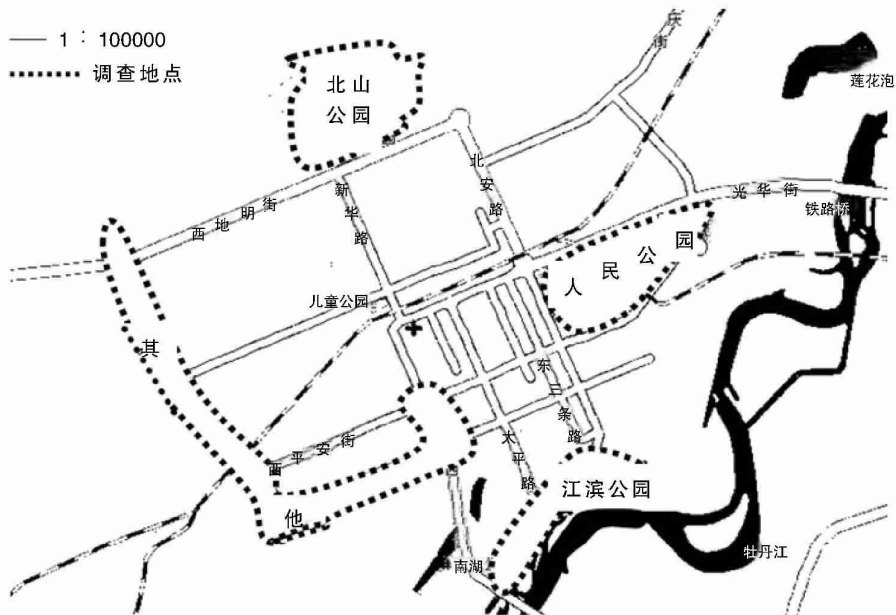 1 : 100000
调查地点
北山
公园
庆街
莲花泡
北安路
新华路
西地明街
光华街
铁路桥
人民公园
儿童公园
其
东三条路
太平路
西平安街
江滨公园
他
南湖
牡丹江